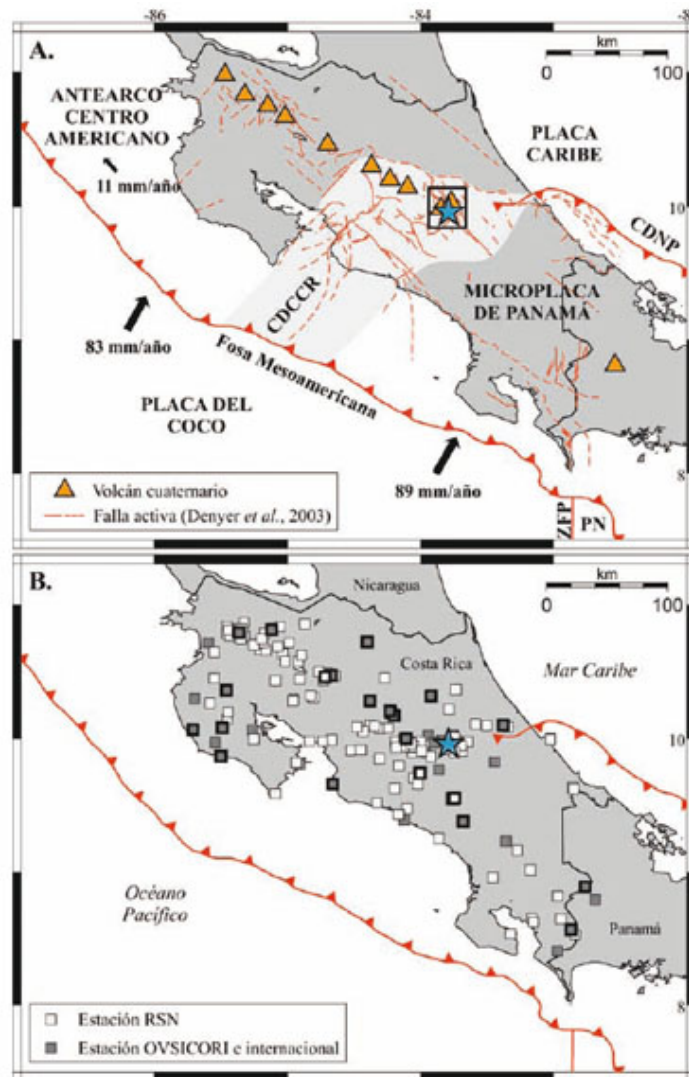 -86
-84
A.
km
0
100
ANTEARCO
CENTRO
AMERICANO
11 mm/año
PLACA
CARIBE
10
CDNP
MICROPLACA
DE PANAMÁ
CDCCR
83 mm/año
Fosa Mesoamericana
PLACA DEL
COCO
89 mm/año
8
Volcán cuaternario
Falla activa (Denyer et al., 2003)
ZFP
PN
B.
Nicaragua
km
0
100
Costa Rica
Mar Caribe
10
Océano
Pacífico
Panamá
8
Estación RSN
Estación OVSICORI e internacional